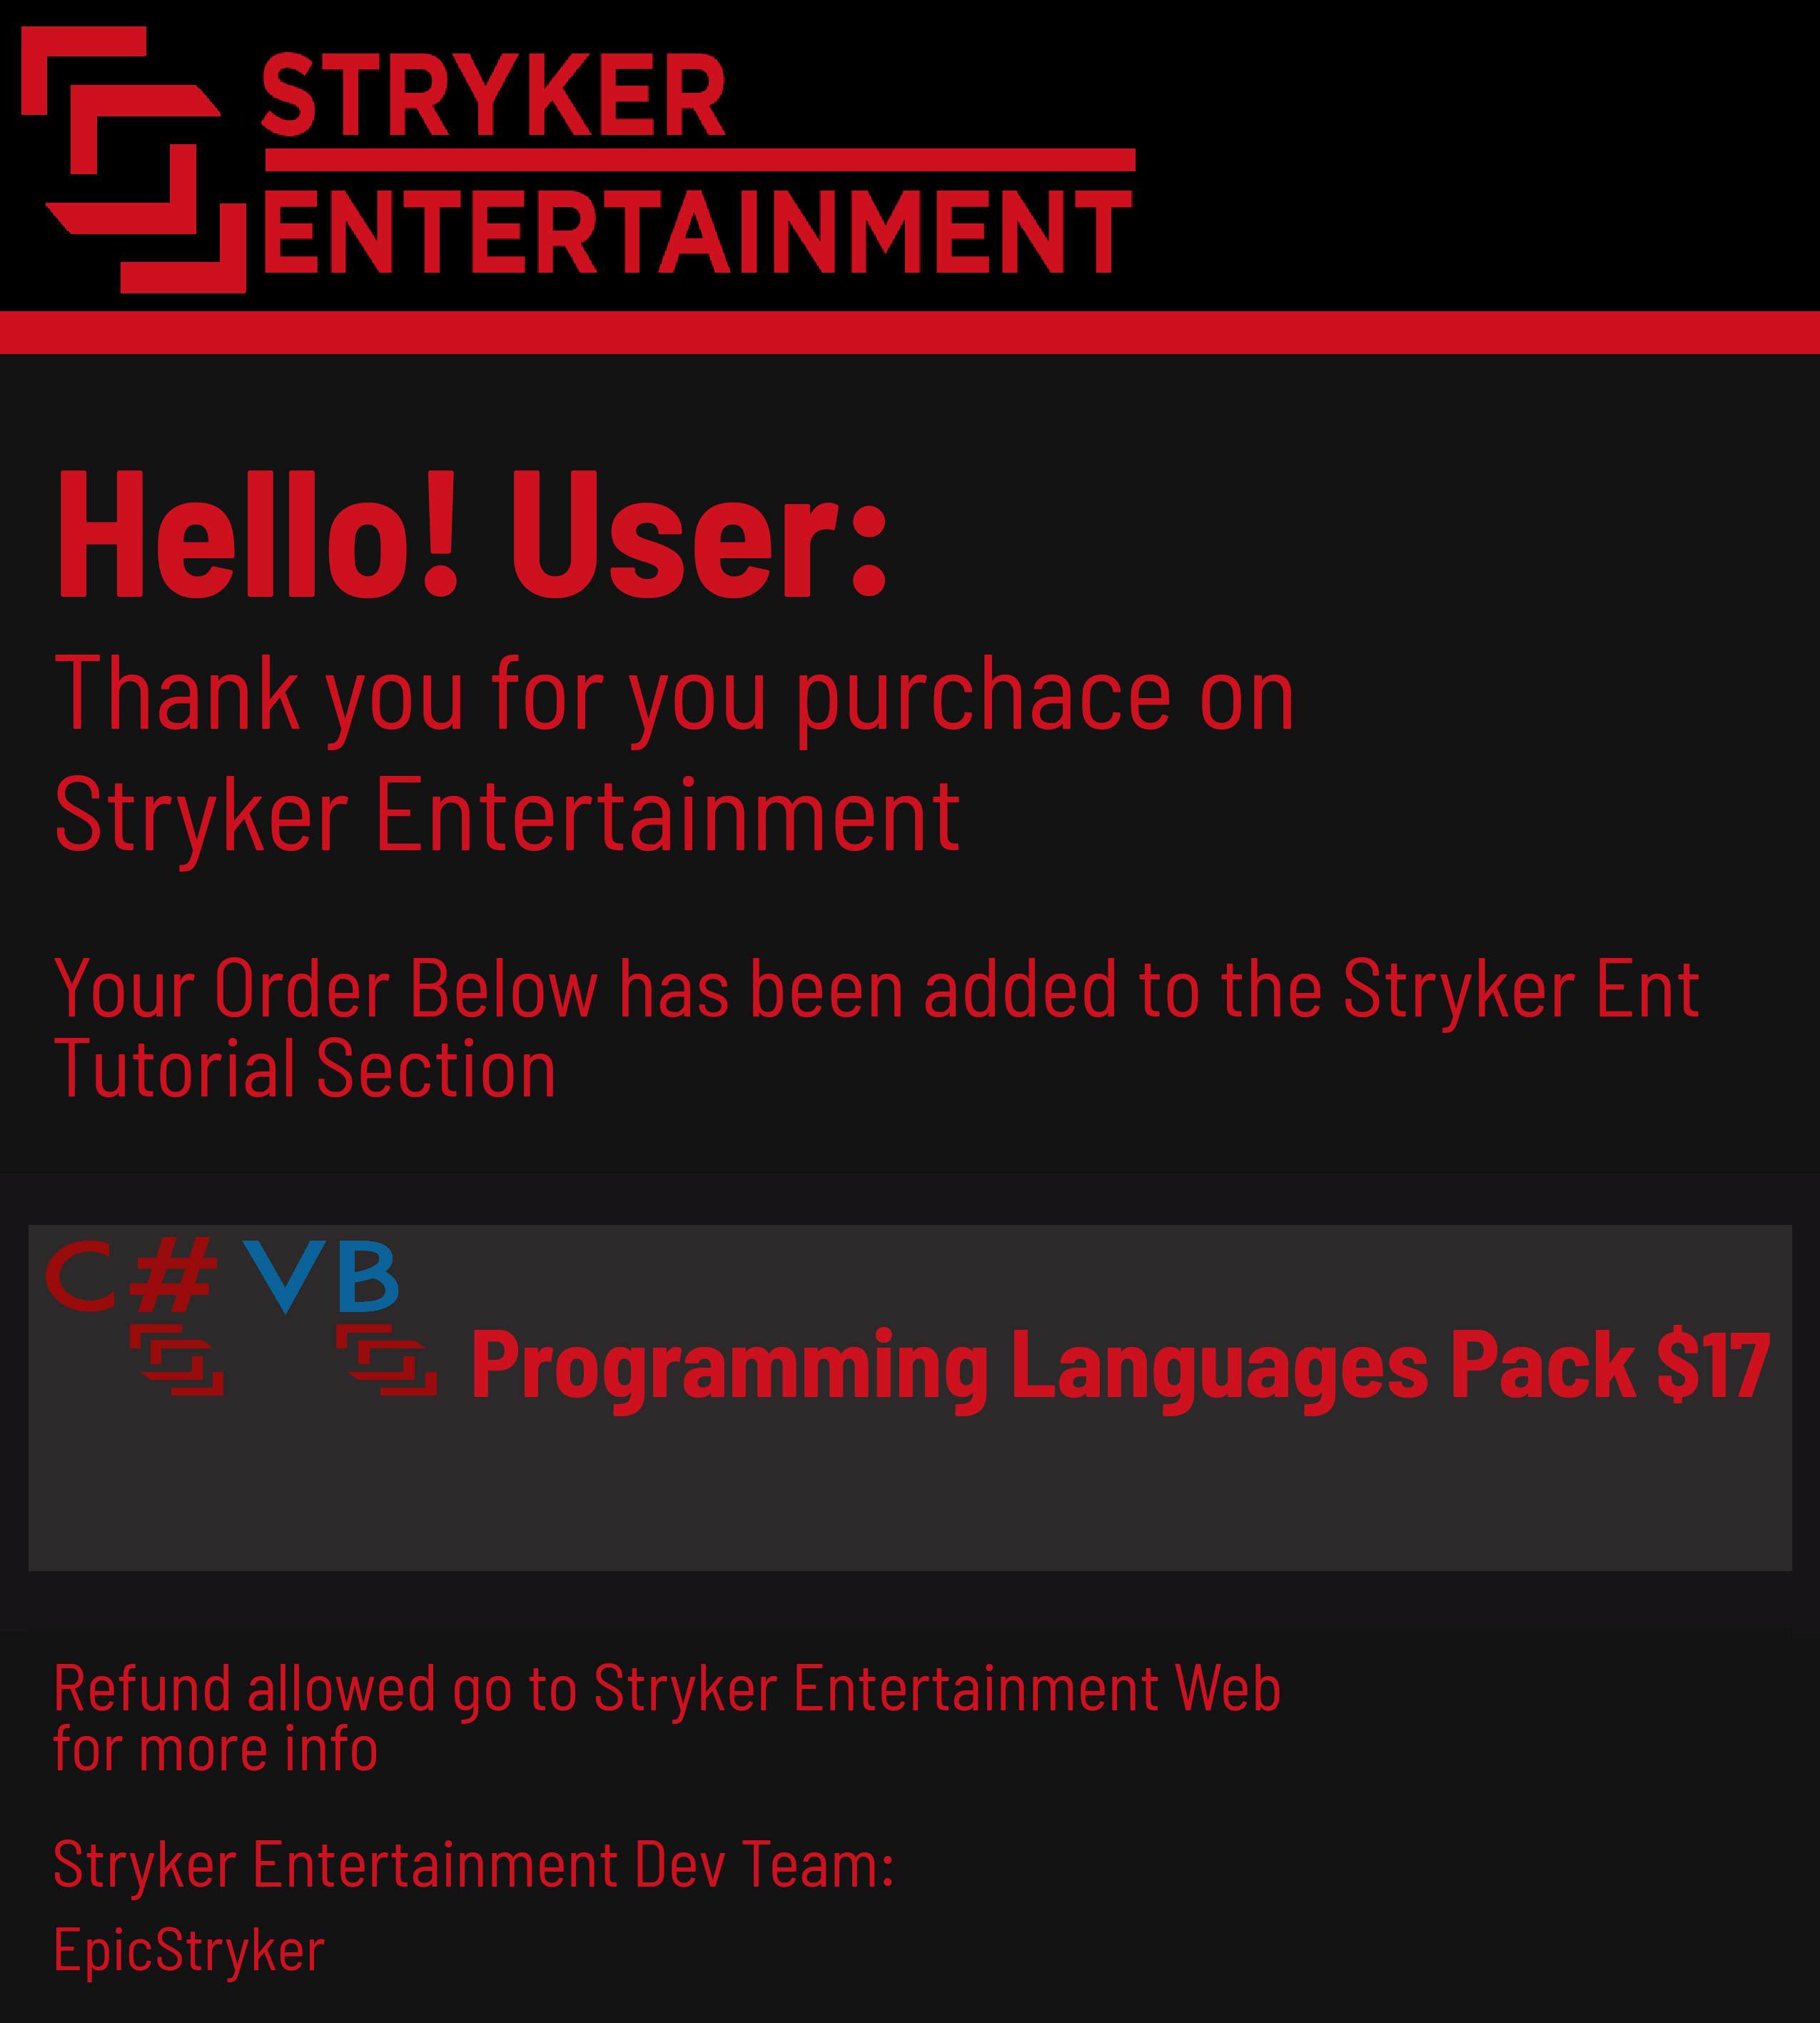 STRYKER
ENTERTAINMENT
Hello! User:
Thank you for you purchace on
Stryker Entertainment
Your Order Below has been added to the Stryker Ent
Tutorial Section
C# VB
Programming Languages Pack $17
Refund allowed go to Stryker Entertainment Web
for more info
Stryker Entertainment Dev Team:
EpicStryker